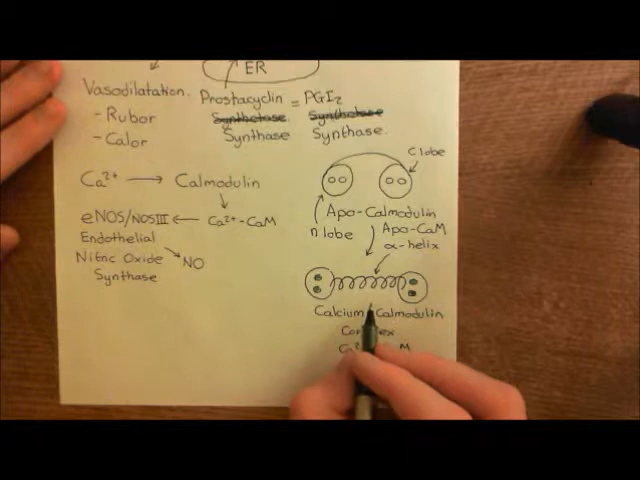 ER
Vasodilatation.
- Rubor
- Calor
Prostacyclin = PGI2
Synthetase. Synthetase
Synthase Synthase.
Ca2+ → Calmodulin
eNOS/NOSIII ← Ca2+-CaM
Endothelial
Nitric Oxide → NO
Synthase
C lobe
Apo-Calmodulin
n lobe
Apo-CaM
α-helix
Calcium Calmodulin